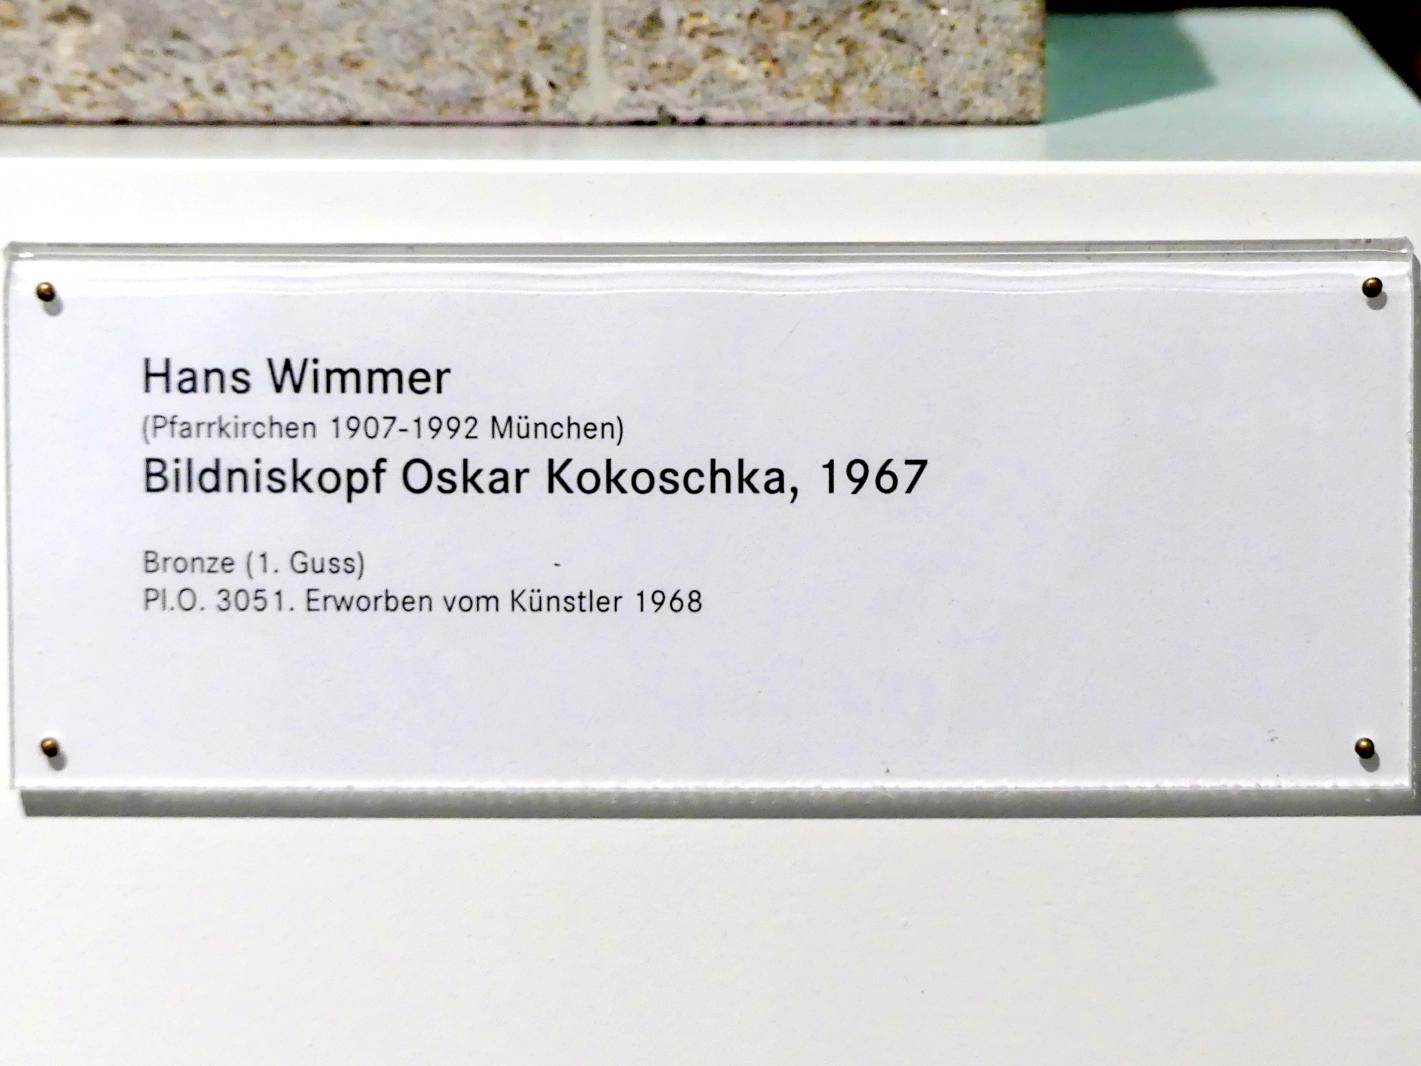 Hans Wimmer
(Pfarrkirchen 1907-1992 München)
Bildniskopf Oskar Kokoschka, 1967
Bronze (1. Guss)
Pl.O. 3051. Erworben vom Künstler 1968